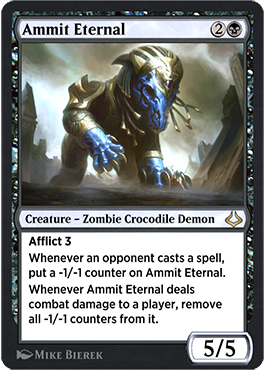 Ammit Eternal 2
Creature – Zombie Crocodile Demon
Afflict 3
Whenever an opponent casts a spell,
put a -1/-1 counter on Ammit Eternal.
Whenever Ammit Eternal deals
combat damage to a player, remove
all -1/-1 counters from it.
5/5
Mike Bierek